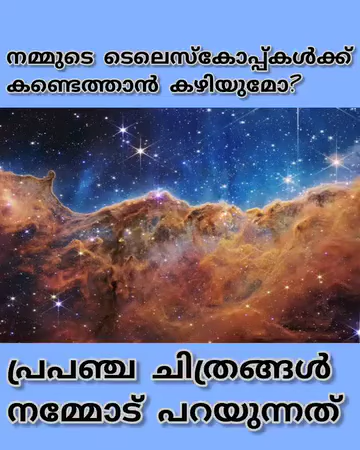 നമ്മുടെ ടെലെസ്കോപ്പ്കൾക്ക്
കണ്ടെത്താൻ കഴിയുമോ?
പ്രപഞ്ച ചിത്രങ്ങൾ
നമ്മോട് പറയുന്നത്